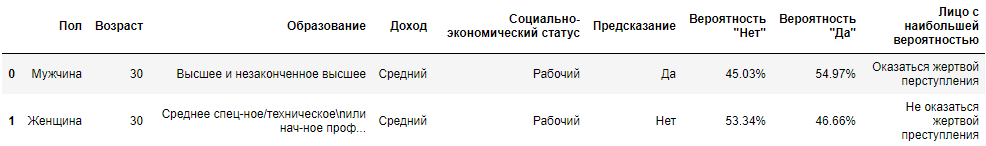 Пол Возраст Образование Доход Социально-экономический статус Предсказание Вероятность "Нет" Вероятность "Да" Лицо с наибольшей вероятностью
0 Мужчина 30 Высшее и незаконченное высшее Средний Рабочий Да 45.03% 54.97% Оказаться жертвой перступления
1 Женщина 30 Среднее спец-ное/техническое\nили нач-ное проф... Средний Рабочий Нет 53.34% 46.66% Не оказаться жертвой преступления